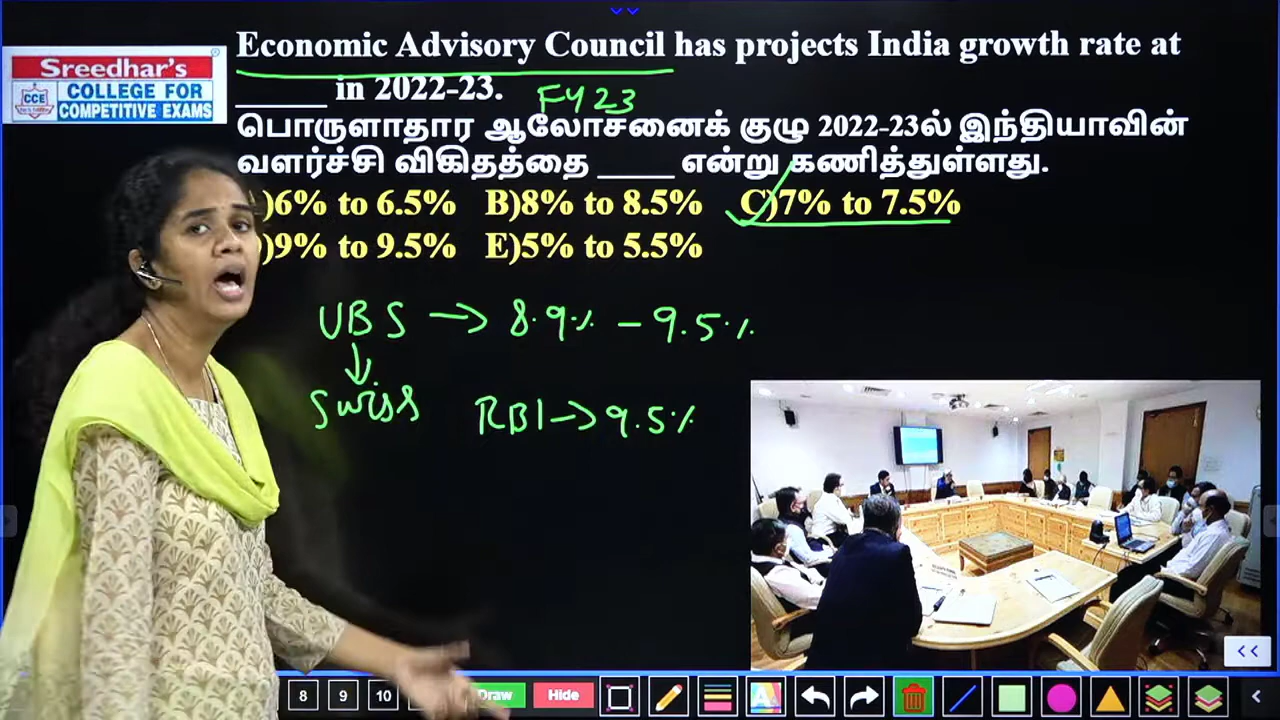 Sreedhar's
CCE
COLLEGE FOR
COMPETITIVE EXAMS
Economic Advisory Council has projects India growth rate at
_____ in 2022-23. FY 23
பொருளாதார ஆலோசனைக் குழு 2022-23ல் இந்தியாவின்
வளர்ச்சி விகிதத்தை ____ என்று கணித்துள்ளது.
)6% to 6.5% B)8% to 8.5% C)7% to 7.5%
)9% to 9.5% E)5% to 5.5%
UBS → 8.9% - 9.5%
↓
Swiss RBI → 9.5%
8 9 10 Draw Hide A